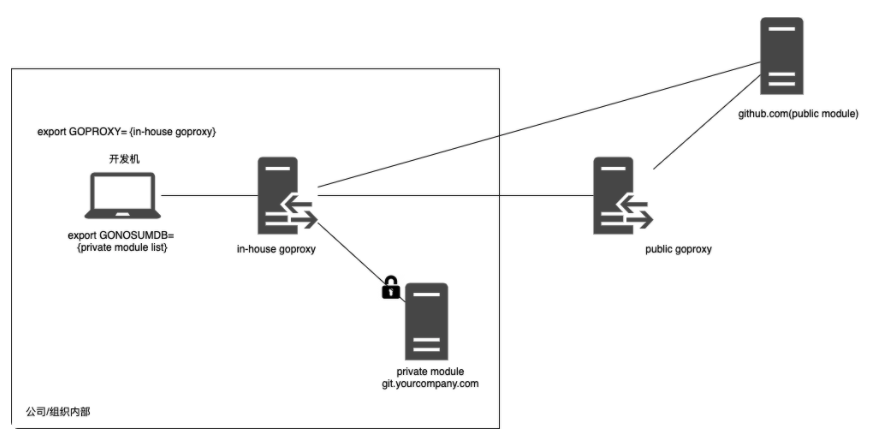 github.com(public module)
export GOPROXY= {in-house goproxy}
开发机
export GONOSUMDB=
{private module list}
in-house goproxy
public goproxy
private module
git.yourcompany.com
公司/组织内部